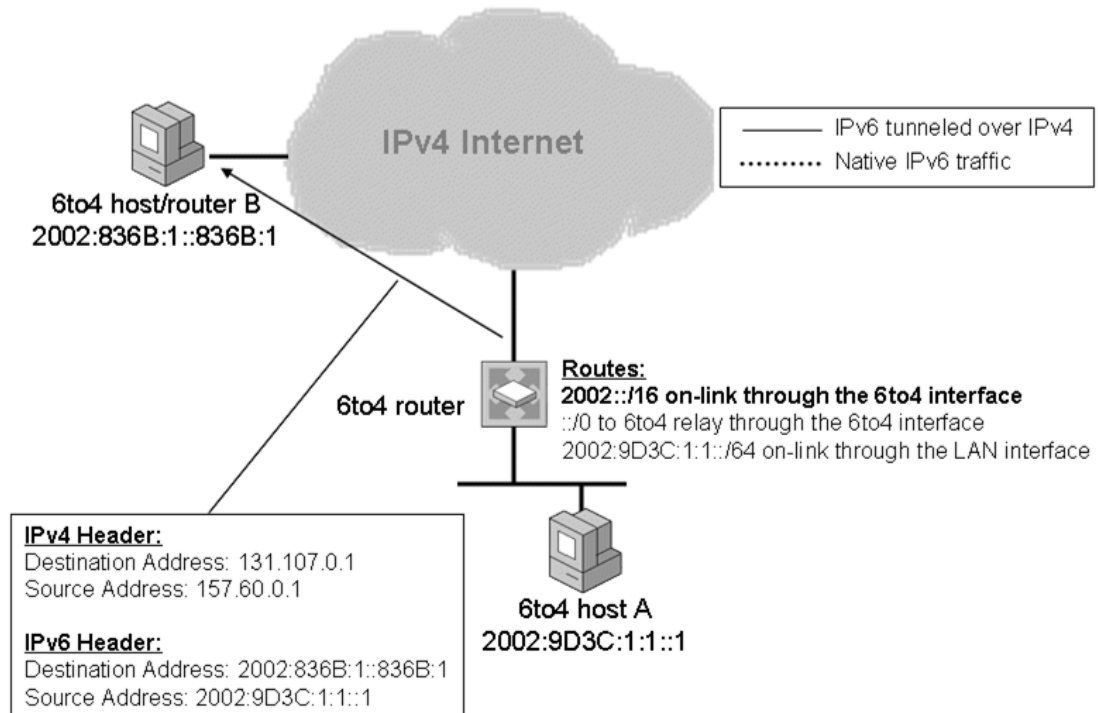 IPv4 Internet
IPv6 tunneled over IPv4
Native IPv6 traffic
6to4 host/router B
2002:836B:1::836B:1
6to4 router
Routes:
2002::/16 on-link through the 6to4 interface
::/0 to 6to4 relay through the 6to4 interface
2002:9D3C:1:1::/64 on-link through the LAN interface
IPv4 Header:
Destination Address: 131.107.0.1
Source Address: 157.60.0.1
IPv6 Header:
Destination Address: 2002:836B:1::836B:1
Source Address: 2002:9D3C:1:1::1
6to4 host A
2002:9D3C:1:1::1